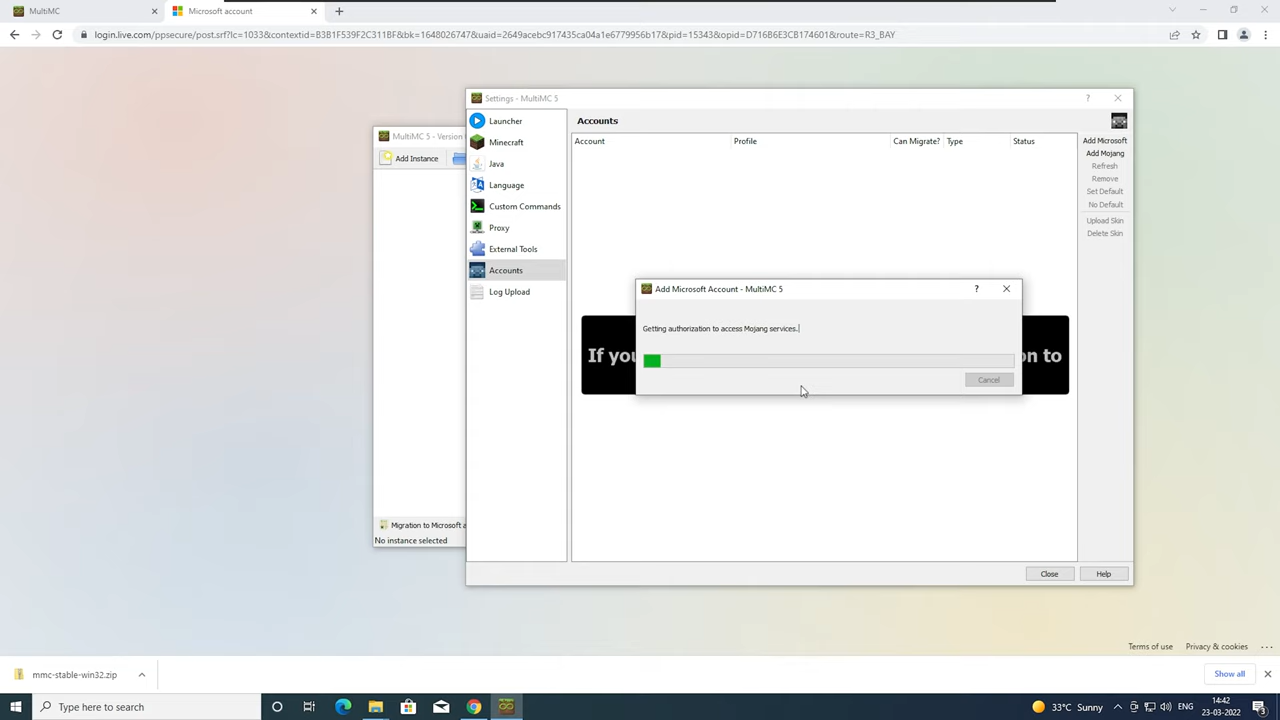 MultiMC
Microsoft account
login.live.com/ppsecure/post.srf?lc=1033&contextid=B3B1F539F2C311BF&bk=1648026747&uaid=2649acebc917435ca04a1e6779956b17&pid=15343&opid=D716B6E3CB174601&route=R3_BAY
Settings - MultiMC 5
MultiMC 5 - Version
Add Instance
Launcher
Minecraft
Java
Language
Custom Commands
Proxy
External Tools
Accounts
Log Upload
Accounts
Account Profile Can Migrate? Type Status
Add Microsoft
Add Mojang
Refresh
Remove
Set Default
No Default
Upload Skin
Delete Skin
Add Microsoft Account - MultiMC 5
Getting authorization to access Mojang services.
Cancel
If you
on to
Migration to Microsoft a
No instance selected
Close Help
Terms of use Privacy & cookies
mmc-stable-win32.zip
Show all
Type here to search
33°C Sunny
ENG
14:42
23-03-2022
3